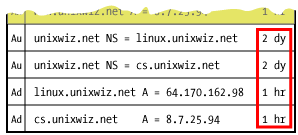 Au unixwiz.net NS = linux.unixwiz.net 2 dy
Au unixwiz.net NS = cs.unixwiz.net 2 dy
Ad linux.unixwiz.net A = 64.170.162.98 1 hr
Ad cs.unixwiz.net A = 8.7.25.94 1 hr